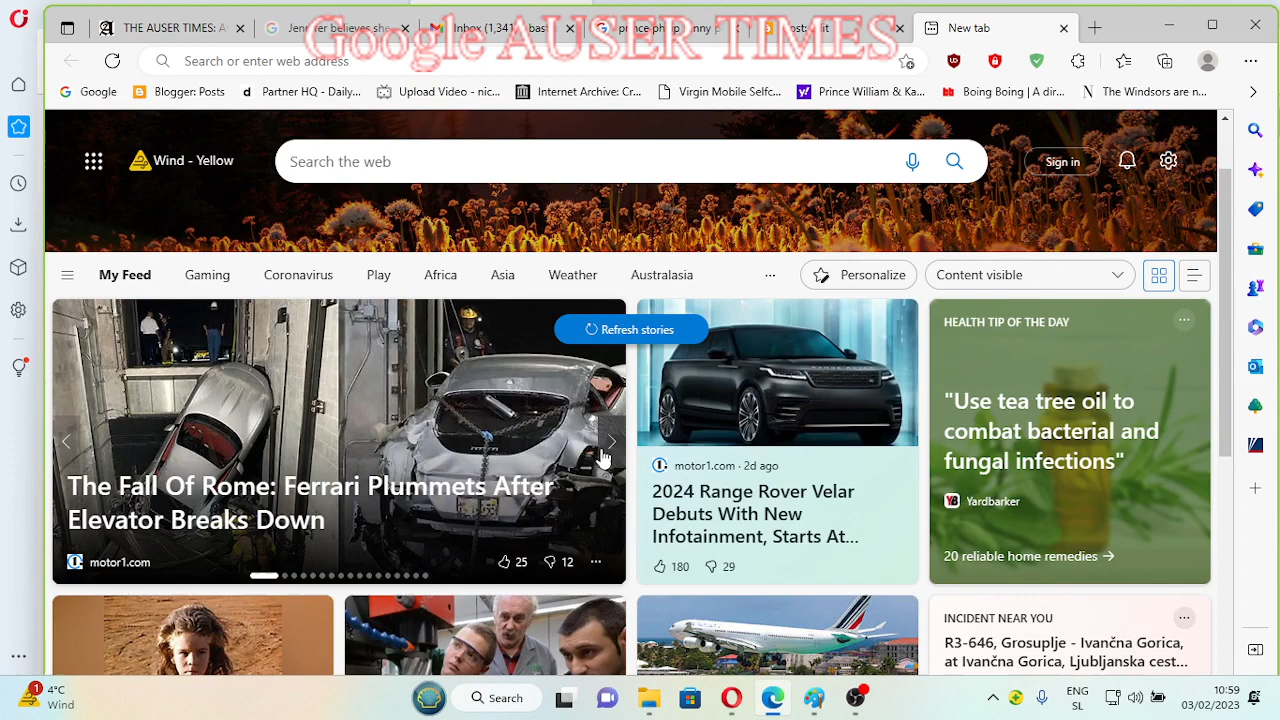 Google AUSER TIMES
THE AUSER TIMES: A
Jennifer believes she
Inbox (1,341)
New tab
Search or enter web address
Google
Blogger: Posts
Partner HQ - Daily...
Upload Video - nic...
Internet Archive: Cr...
Virgin Mobile Selfc...
Prince William & Ka...
Boing Boing | A dir...
The Windsors are n...
Wind - Yellow
Search the web
Sign in
My Feed
Gaming
Coronavirus
Play
Africa
Asia
Weather
Australasia
...
Personalize
Content visible
Refresh stories
The Fall Of Rome: Ferrari Plummets After
Elevator Breaks Down
motor1.com
25
12
motor1.com · 2d ago
2024 Range Rover Velar
Debuts With New
Infotainment, Starts At...
180
29
HEALTH TIP OF THE DAY
"Use tea tree oil to
combat bacterial and
fungal infections"
YB Yardbarker
20 reliable home remedies
INCIDENT NEAR YOU
R3-646, Grosuplje - Ivančna Gorica,
at Ivančna Gorica, Ljubljanska cest...
1
4°C
Wind
Search
ENG
SL
10:59
03/02/2023